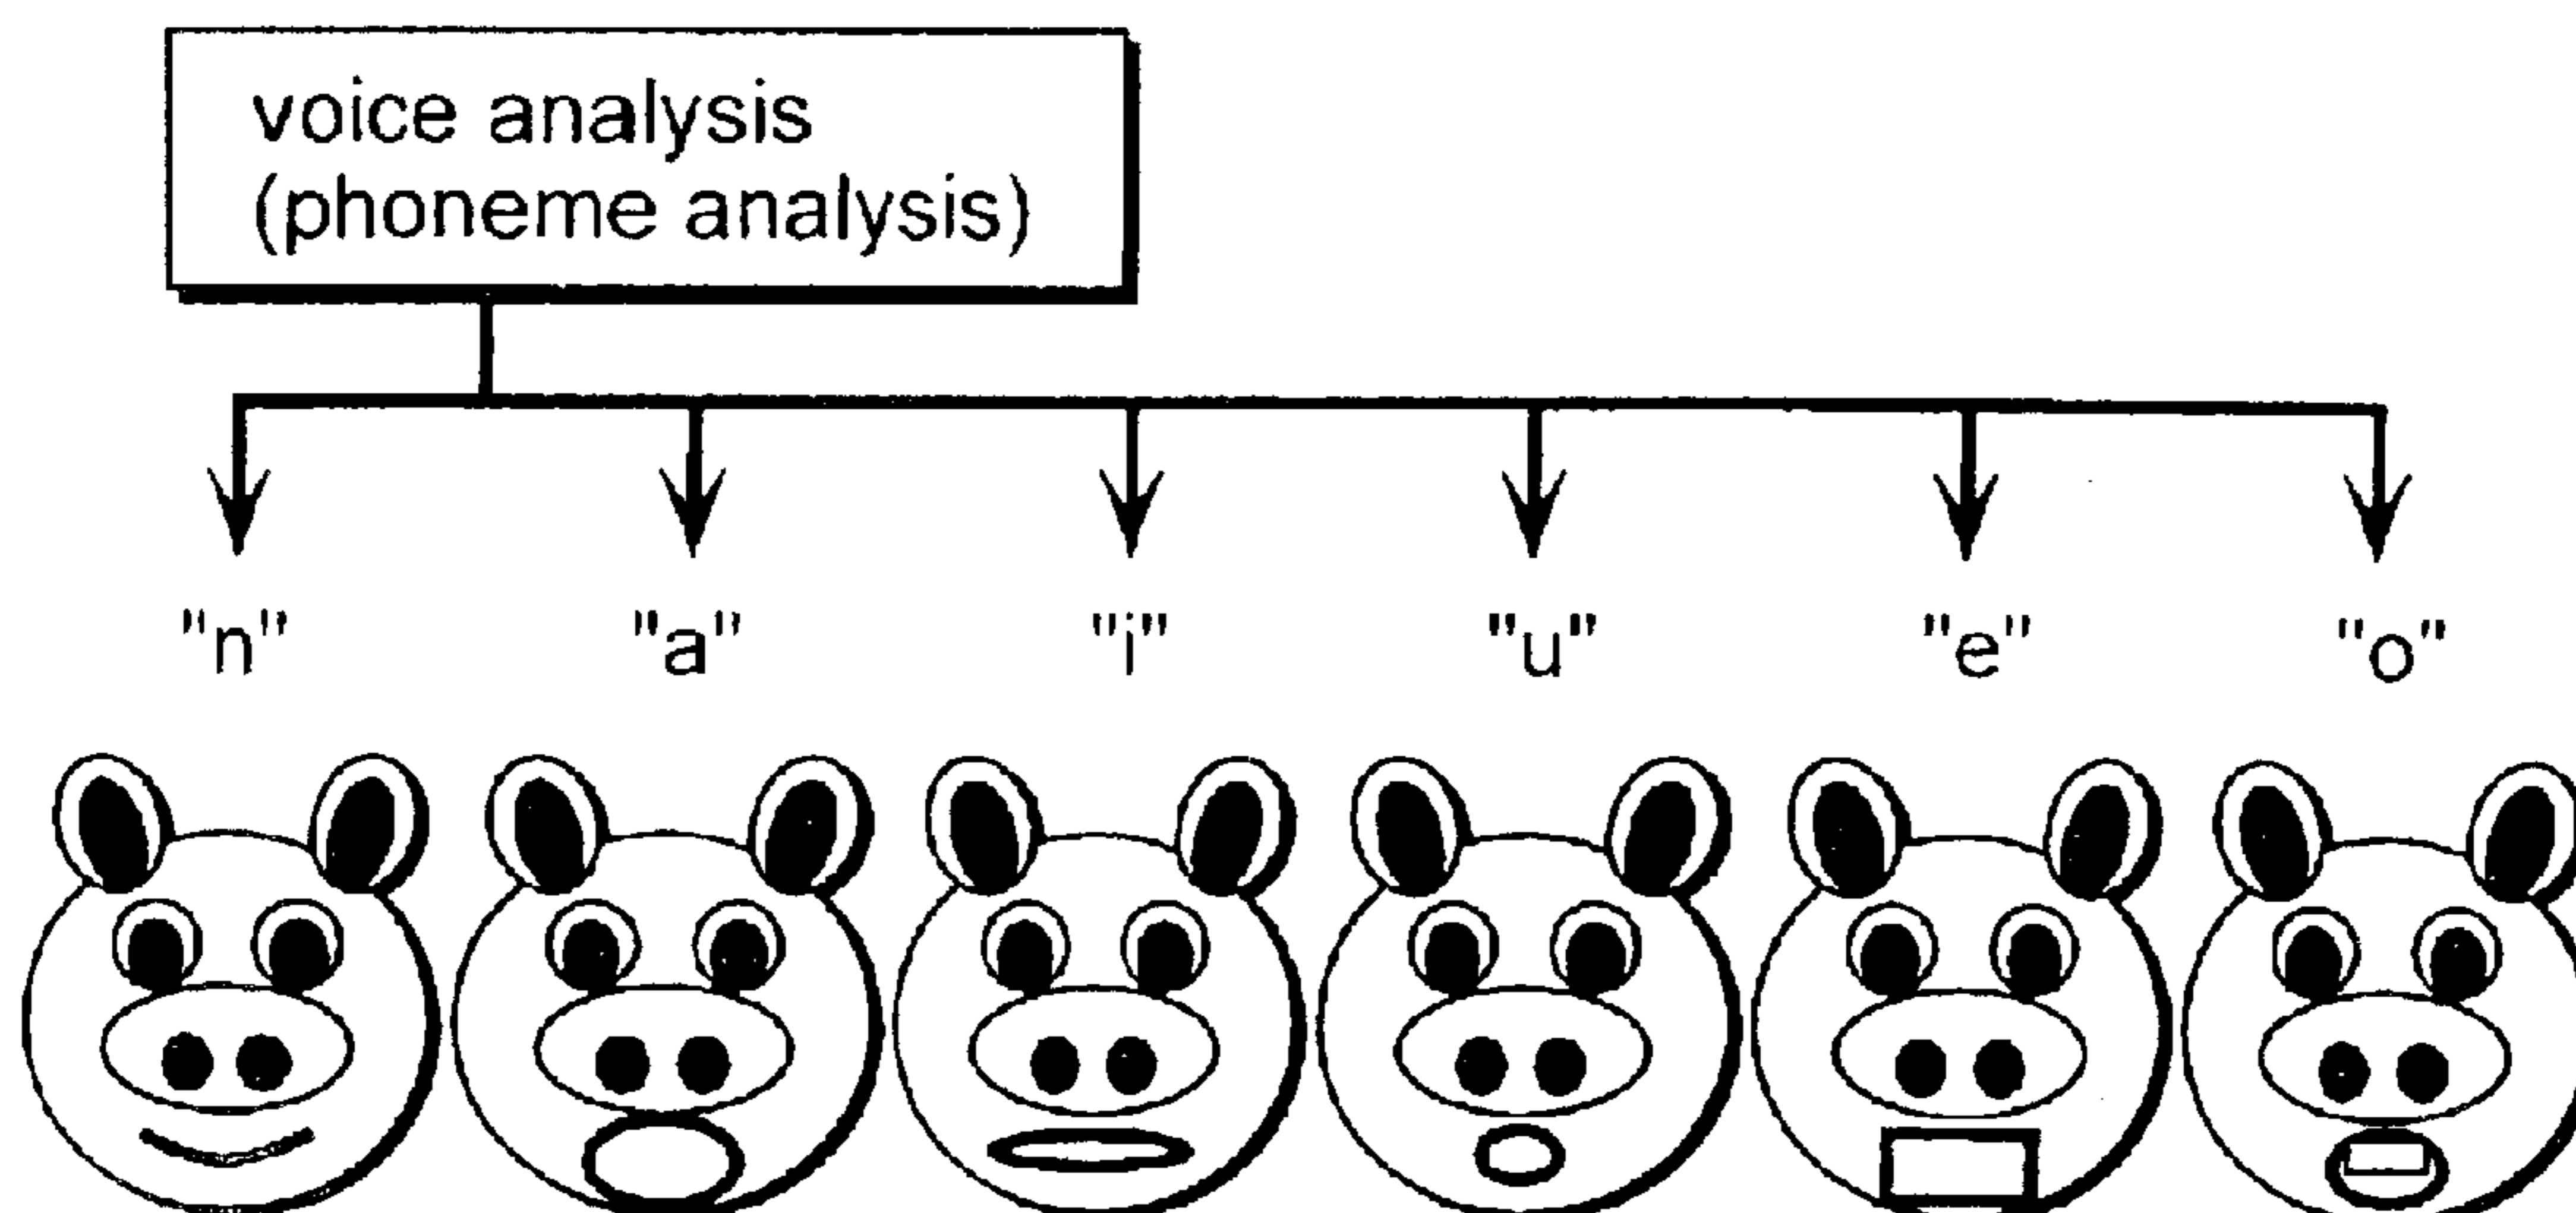 voice analysis
(phoneme analysis)
"n" "a" "i" "u" "e" "o"